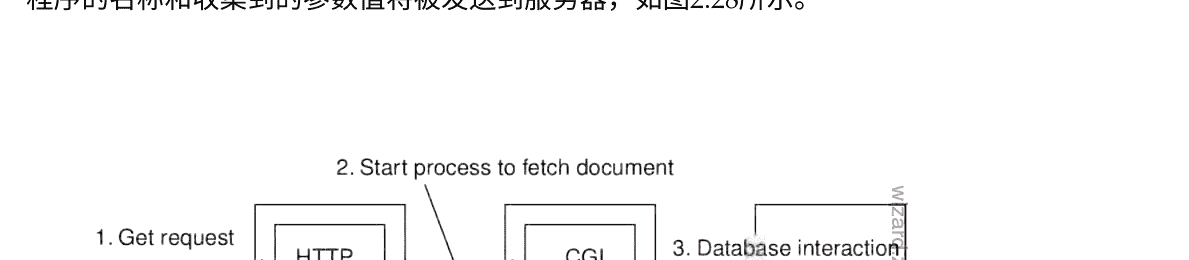 程序的名称和收集到的参数值将被发送到服务器，如图2.28所示。
2. Start process to fetch document
1. Get request
HTTP
CGI
3. Database interaction
wizard